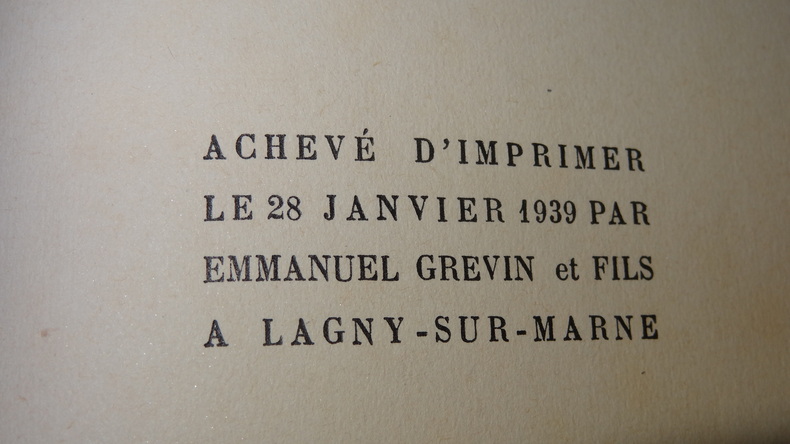 ACHEVÉ D'IMPRIMER
LE 28 JANVIER 1939 PAR
EMMANUEL GREVIN et FILS
A LAGNY-SUR-MARNE